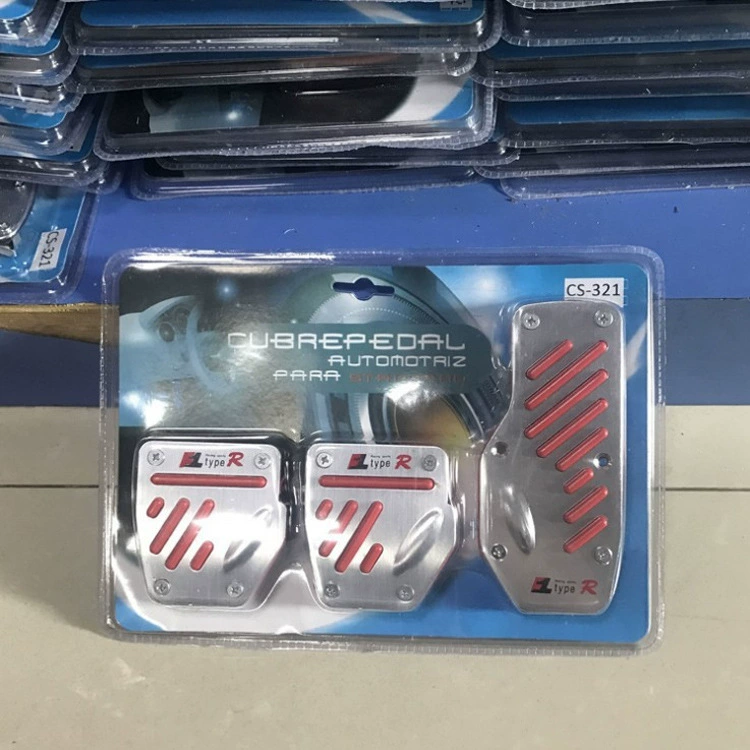 CS-321
CS-321
CUBREPEDAL
AUTOMOTRIZ
PARA
type R
type R
type R